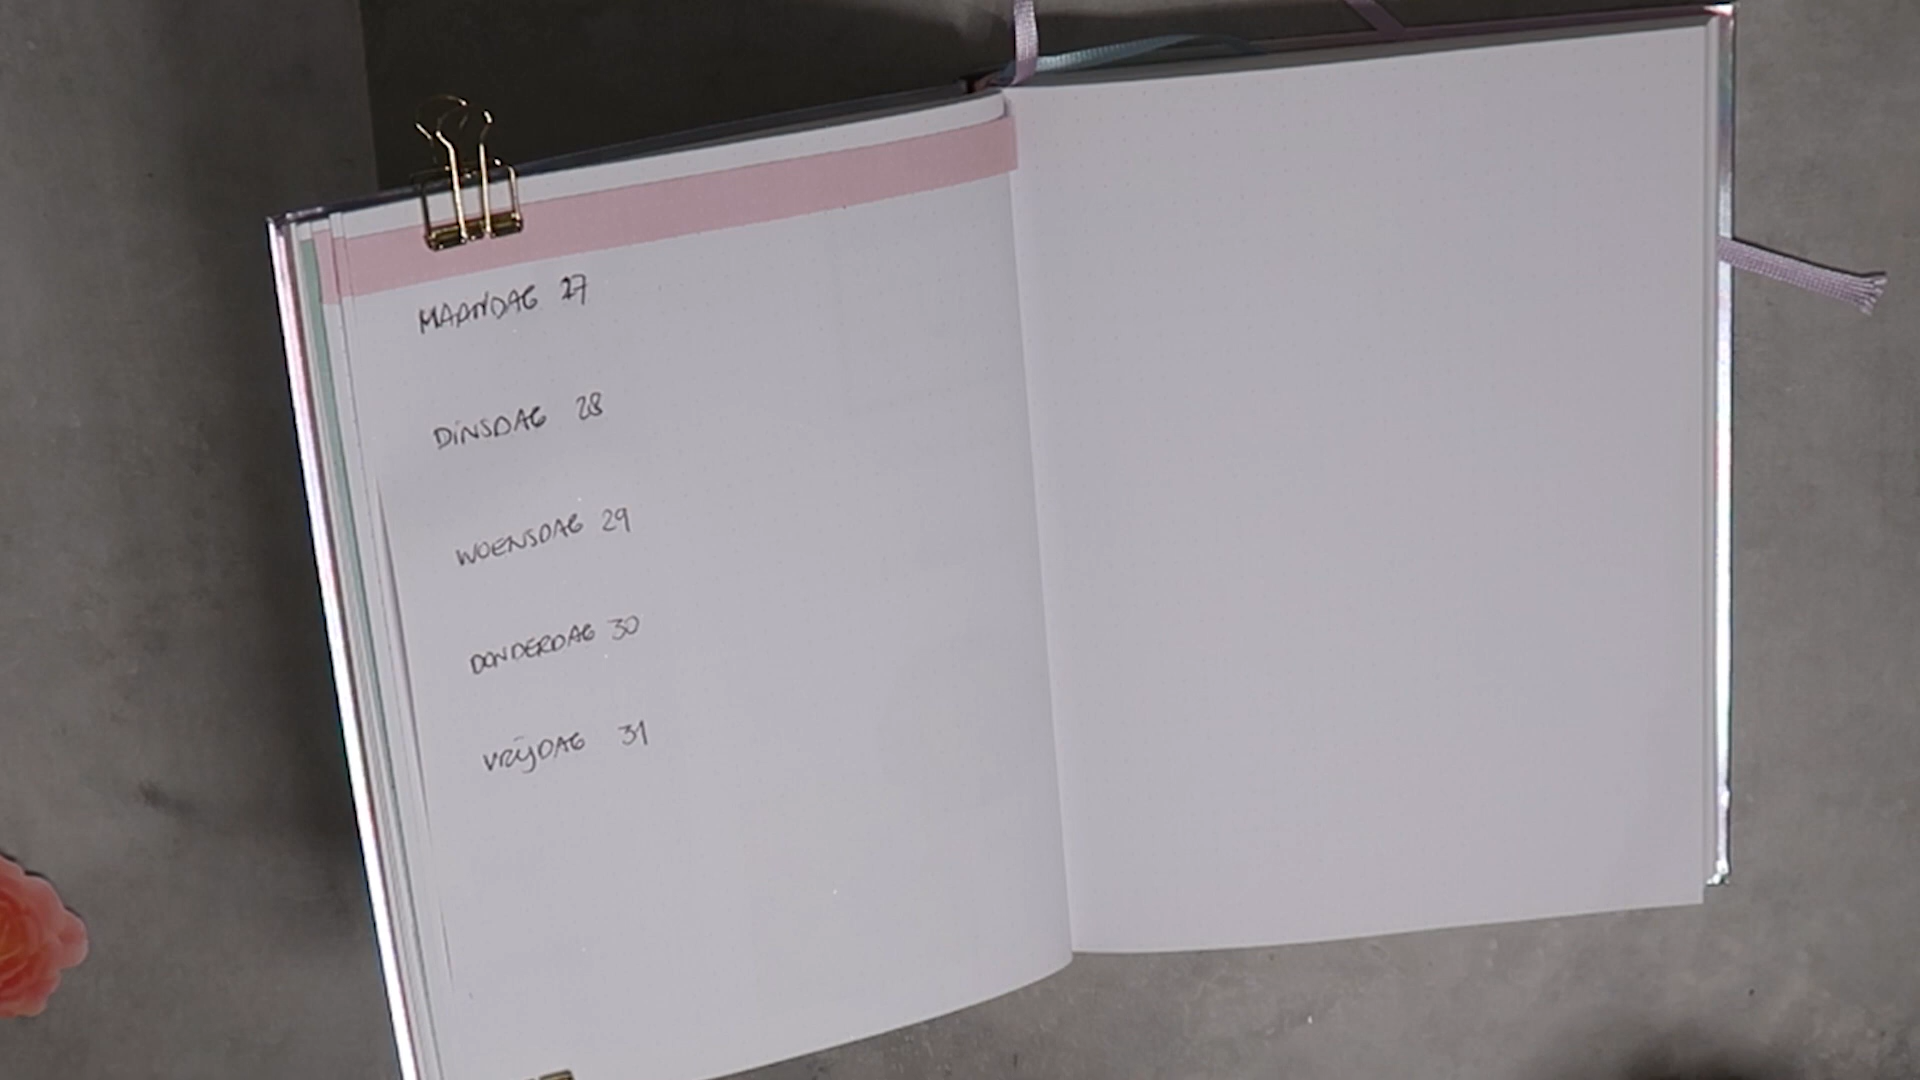 MAANDAG 27
DINSDAG 28
WOENSDAG 29
DONDERDAG 30
VRIJDAG 31